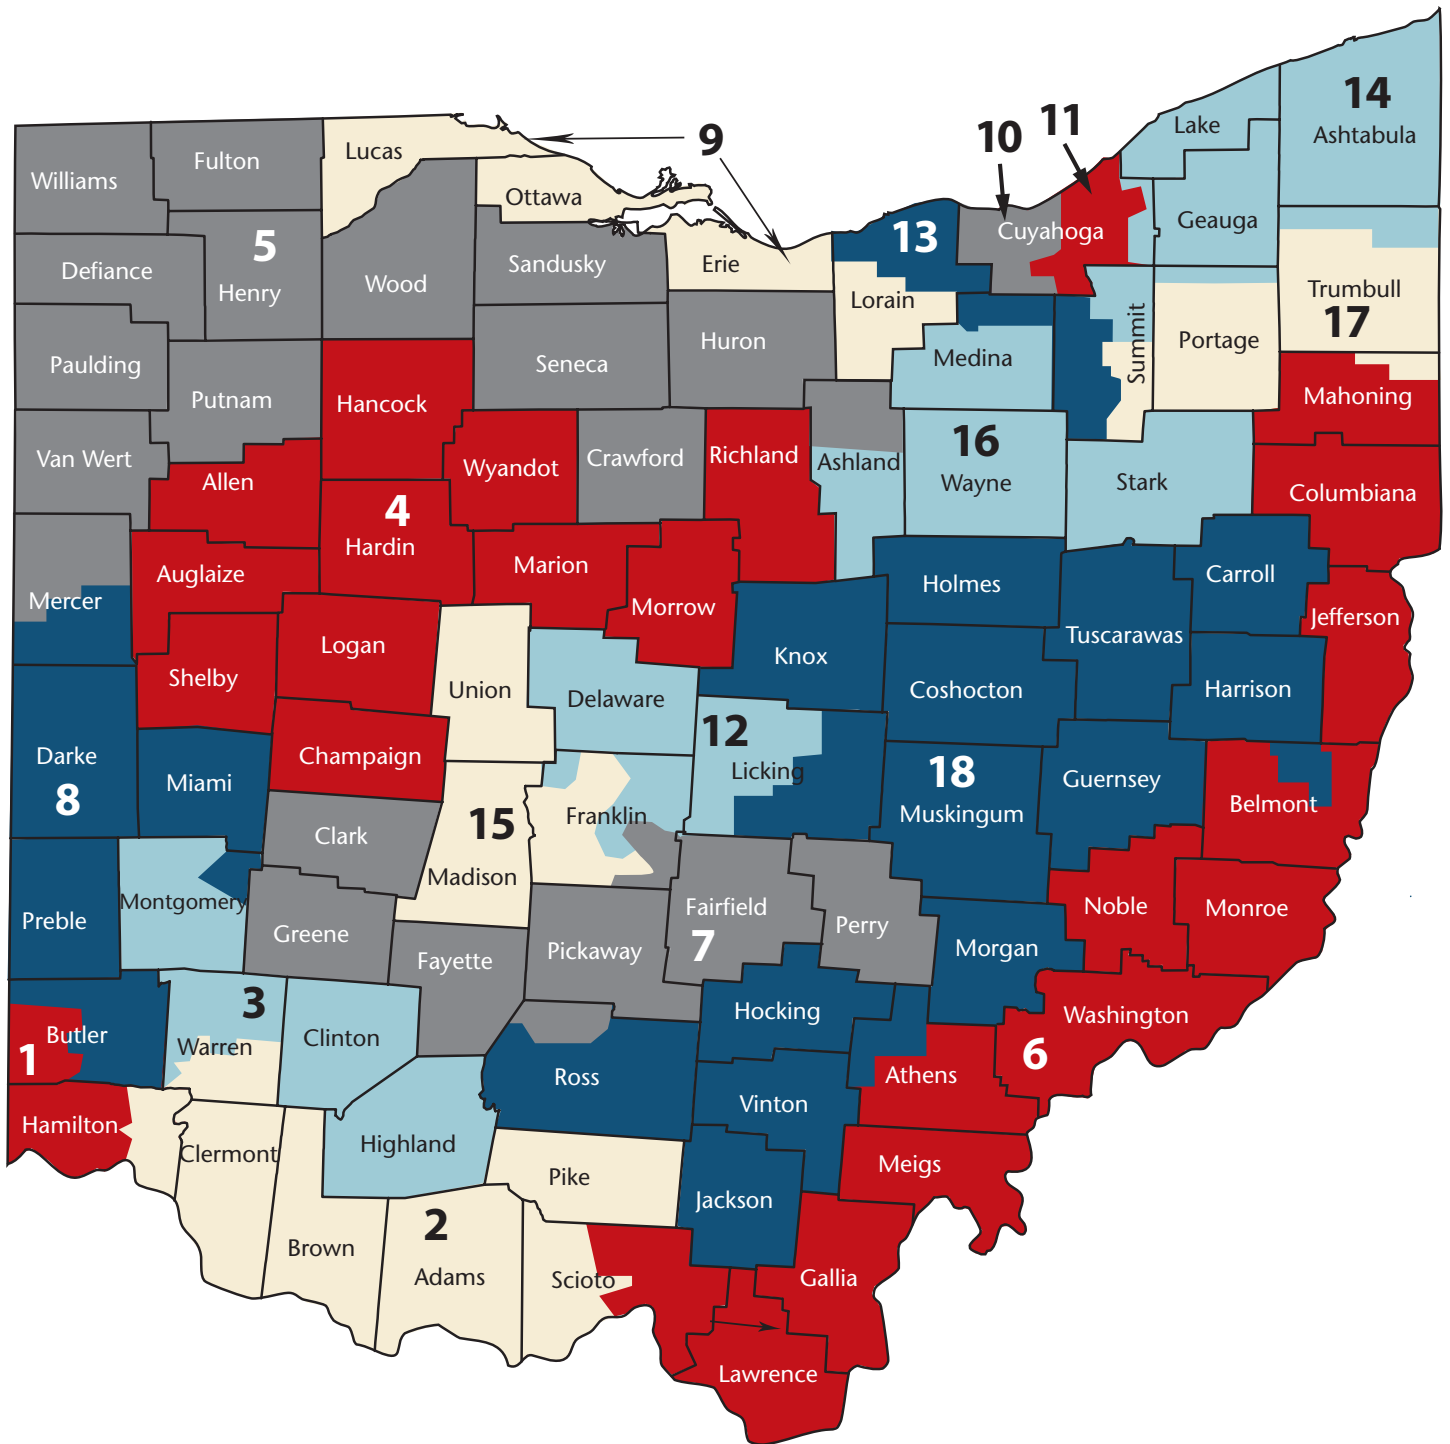 14
Ashtabula
Lake
11
10
9
Lucas
Fulton
Williams
Ottawa
Geauga
Cuyahoga
13
5
Defiance
Henry
Wood
Sandusky
Erie
Lorain
Trumbull
17
Summit
Portage
Medina
Huron
Seneca
Paulding
Putnam
Hancock
Mahoning
Van Wert
Allen
Wyandot
Crawford
Richland
Ashland
16
Wayne
Stark
Columbiana
4
Hardin
Marion
Auglaize
Mercer
Morrow
Holmes
Carroll
Jefferson
Tuscarawas
Logan
Shelby
Union
Delaware
Knox
Coshocton
Harrison
12
Licking
Darke
8
Miami
Champaign
18
Muskingum
Guernsey
Belmont
Clark
15
Madison
Franklin
Montgomery
Preble
Greene
Fayette
Pickaway
Fairfield
7
Perry
Morgan
Noble
Monroe
3
Warren
Butler
1
Clinton
Hocking
Washington
6
Ross
Athens
Vinton
Hamilton
Clermont
Highland
Pike
Meigs
Jackson
2
Adams
Brown
Scioto
Gallia
Lawrence